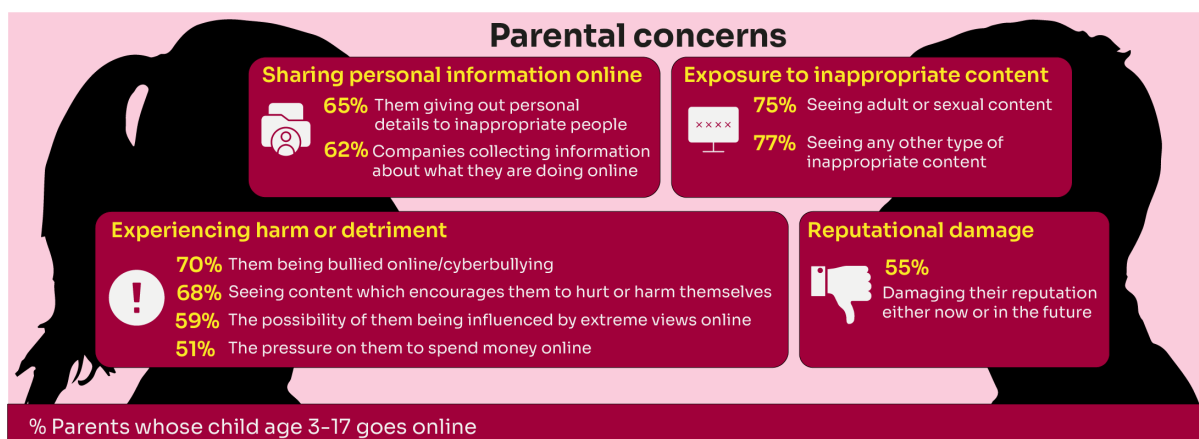 Parental concerns
Sharing personal information online
65% Them giving out personal
details to inappropriate people
62% Companies collecting information
about what they are doing online
Exposure to inappropriate content
××××
75% Seeing adult or sexual content
77% Seeing any other type of
inappropriate content
Experiencing harm or detriment
70% Them being bullied online/cyberbullying
68% Seeing content which encourages them to hurt or harm themselves
59% The possibility of them being influenced by extreme views online
51% The pressure on them to spend money online
Reputational damage
55%
Damaging their reputation
either now or in the future
% Parents whose child age 3-17 goes online